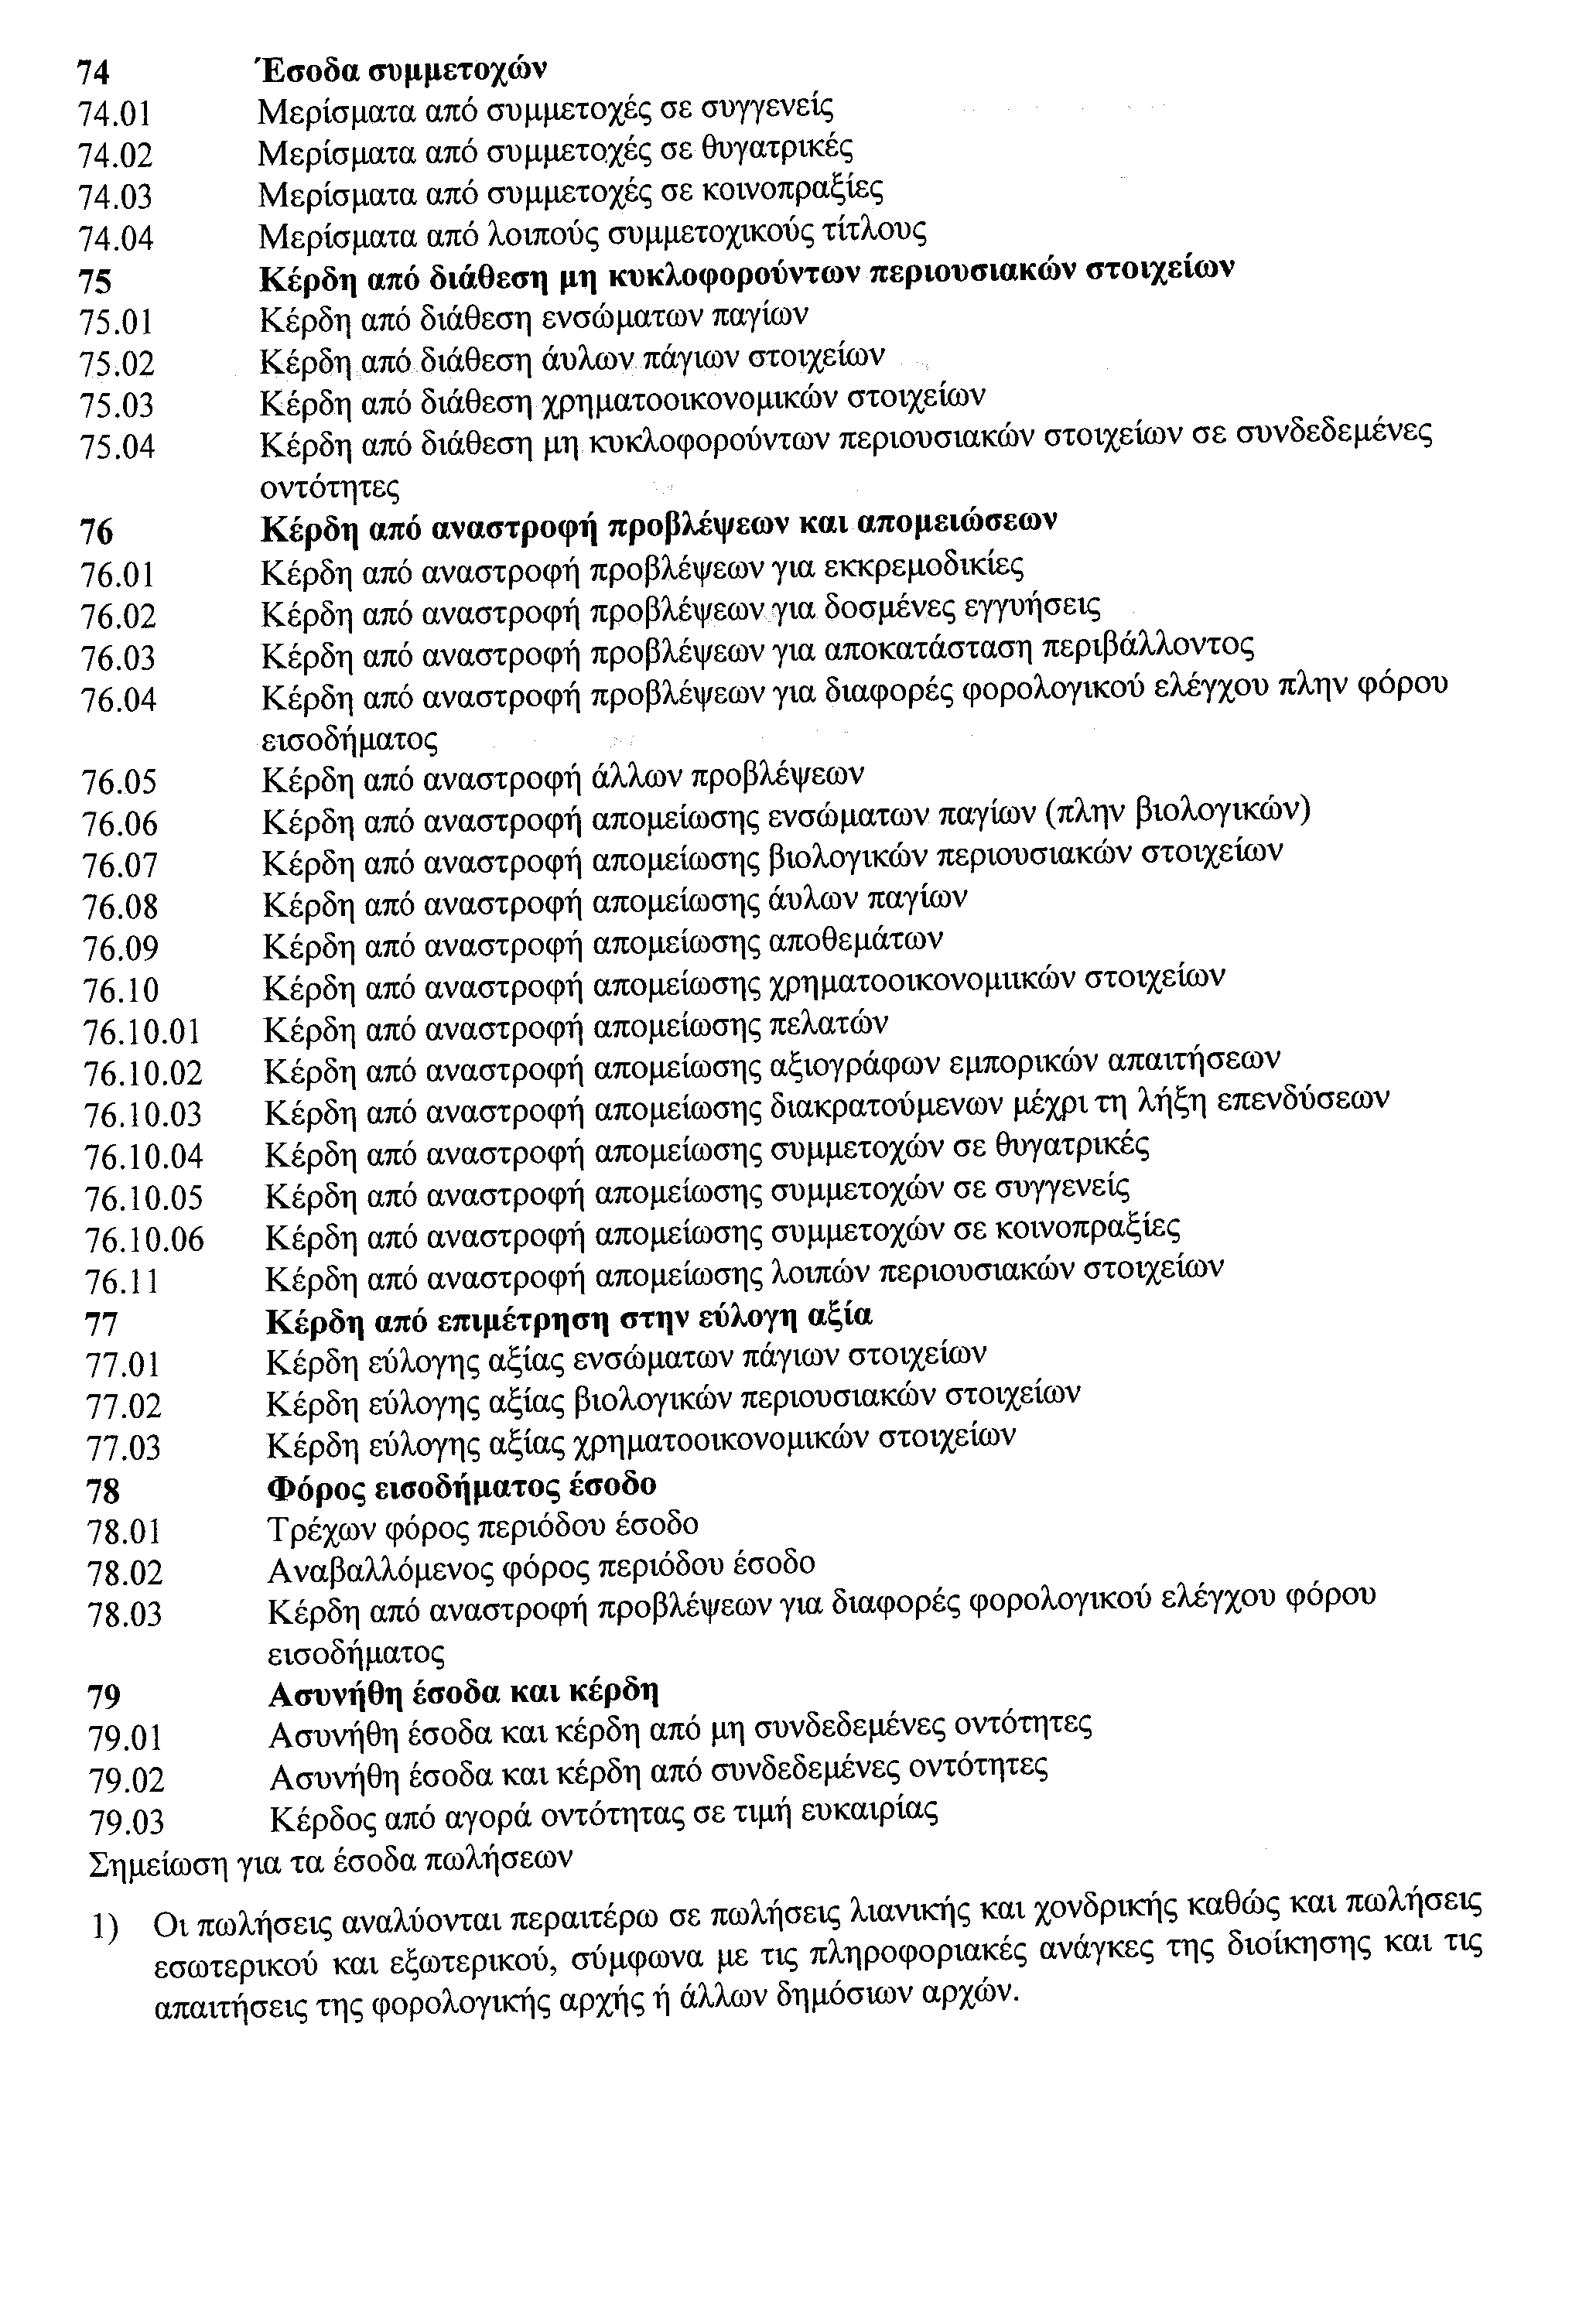 74 Έσοδα συμμετοχών
74.01 Μερίσματα από συμμετοχές σε συγγενείς
74.02 Μερίσματα από συμμετοχές σε θυγατρικές
74.03 Μερίσματα από συμμετοχές σε κοινοπραξίες
74.04 Μερίσματα από λοιπούς συμμετοχικούς τίτλους
75 Κέρδη από διάθεση μη κυκλοφορούντων περιουσιακών στοιχείων
75.01 Κέρδη από διάθεση ενσώματων παγίων
75.02 Κέρδη από διάθεση άυλων πάγιων στοιχείων
75.03 Κέρδη από διάθεση χρηματοοικονομικών στοιχείων
75.04 Κέρδη από διάθεση μη κυκλοφορούντων περιουσιακών στοιχείων σε συνδεδεμένες
οντότητες
76 Κέρδη από αναστροφή προβλέψεων και απομειώσεων
76.01 Κέρδη από αναστροφή προβλέψεων για εκκρεμοδικίες
76.02 Κέρδη από αναστροφή προβλέψεων για δοσμένες εγγυήσεις
76.03 Κέρδη από αναστροφή προβλέψεων για αποκατάσταση περιβάλλοντος
76.04 Κέρδη από αναστροφή προβλέψεων για διαφορές φορολογικού ελέγχου πλην φόρου
εισοδήματος
76.05 Κέρδη από αναστροφή άλλων προβλέψεων
76.06 Κέρδη από αναστροφή απομείωσης ενσώματων παγίων (πλην βιολογικών)
76.07 Κέρδη από αναστροφή απομείωσης βιολογικών περιουσιακών στοιχείων
76.08 Κέρδη από αναστροφή απομείωσης άυλων παγίων
76.09 Κέρδη από αναστροφή απομείωσης αποθεμάτων
76.10 Κέρδη από αναστροφή απομείωσης χρηματοοικονομιικών στοιχείων
76.10.01 Κέρδη από αναστροφή απομείωσης πελατών
76.10.02 Κέρδη από αναστροφή απομείωσης αξιογράφων εμπορικών απαιτήσεων
76.10.03 Κέρδη από αναστροφή απομείωσης διακρατούμενων μέχρι τη λήξη επενδύσεων
76.10.04 Κέρδη από αναστροφή απομείωσης συμμετοχών σε θυγατρικές
76.10.05 Κέρδη από αναστροφή απομείωσης συμμετοχών σε συγγενείς
76.10.06 Κέρδη από αναστροφή απομείωσης συμμετοχών σε κοινοπραξίες
76.11 Κέρδη από αναστροφή απομείωσης λοιπών περιουσιακών στοιχείων
77 Κέρδη από επιμέτρηση στην εύλογη αξία
77.01 Κέρδη εύλογης αξίας ενσώματων πάγιων στοιχείων
77.02 Κέρδη εύλογης αξίας βιολογικών περιουσιακών στοιχείων
77.03 Κέρδη εύλογης αξίας χρηματοοικονομικών στοιχείων
78 Φόρος εισοδήματος έσοδο
78.01 Τρέχων φόρος περιόδου έσοδο
78.02 Αναβαλλόμενος φόρος περιόδου έσοδο
78.03 Κέρδη από αναστροφή προβλέψεων για διαφορές φορολογικού ελέγχου φόρου
εισοδήματος
79 Ασυνήθη έσοδα και κέρδη
79.01 Ασυνήθη έσοδα και κέρδη από μη συνδεδεμένες οντότητες
79.02 Ασυνήθη έσοδα και κέρδη από συνδεδεμένες οντότητες
79.03 Κέρδος από αγορά οντότητας σε τιμή ευκαιρίας
Σημείωση για τα έσοδα πωλήσεων
1) Οι πωλήσεις αναλύονται περαιτέρω σε πωλήσεις λιανικής και χονδρικής καθώς και πωλήσεις
εσωτερικού και εξωτερικού, σύμφωνα με τις πληροφοριακές ανάγκες της διοίκησης και τις
απαιτήσεις της φορολογικής αρχής ή άλλων δημόσιων αρχών.